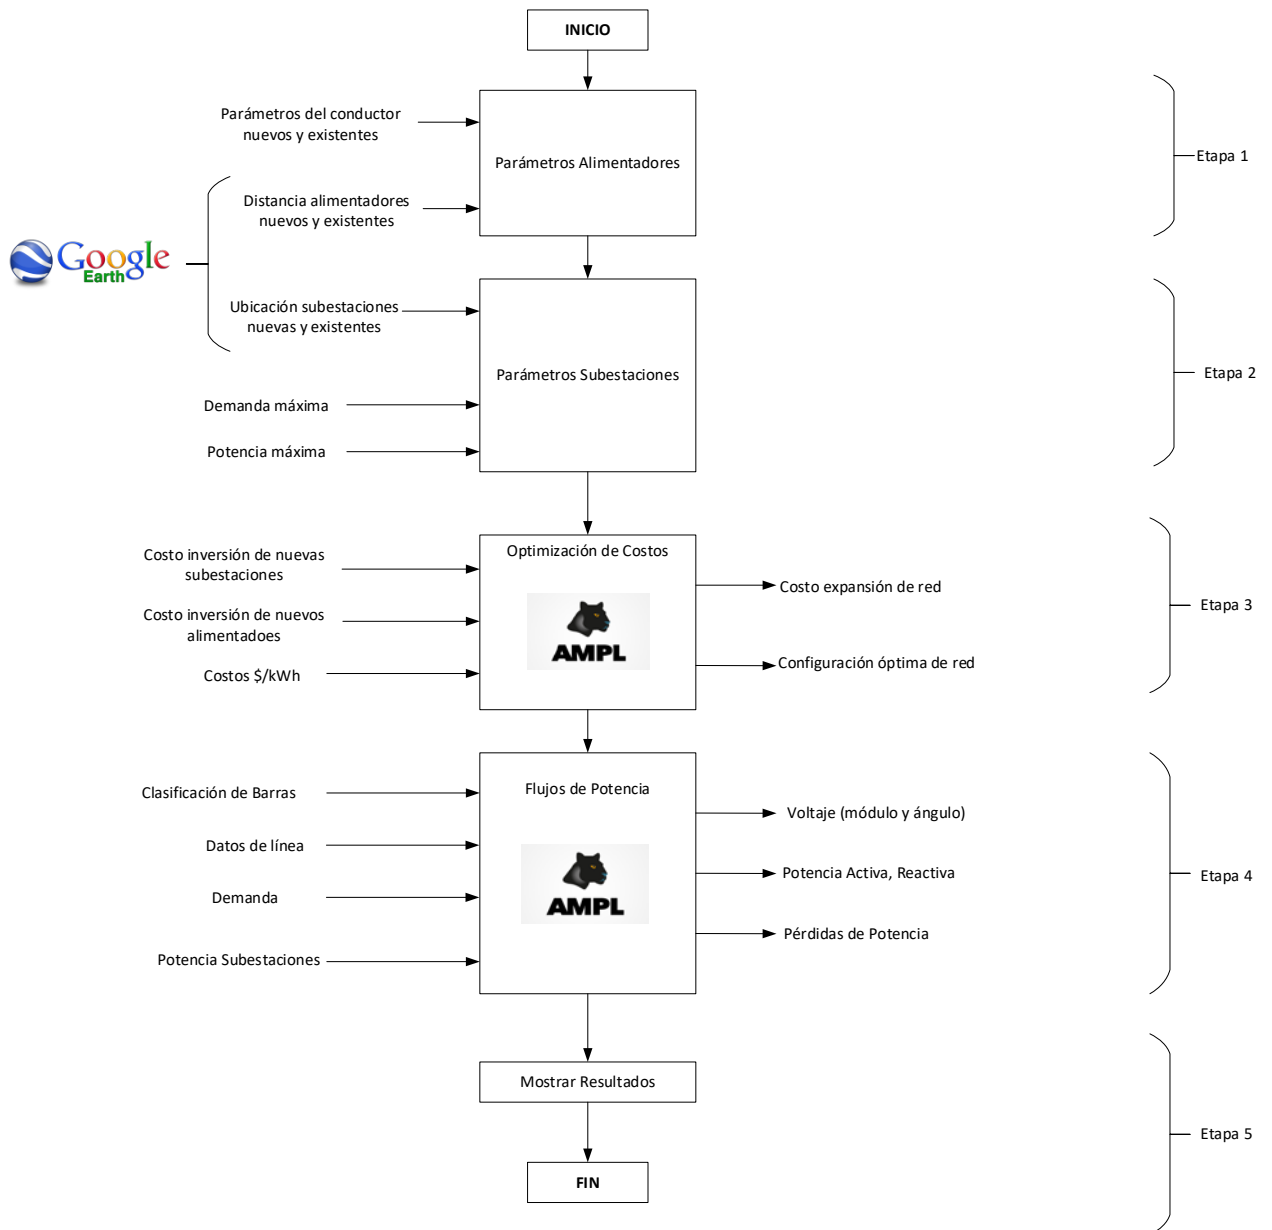 INICIO
Parámetros del conductor
nuevos y existentes
Parámetros Alimentadores
Etapa 1
Distancia alimentadores
nuevos y existentes
Google
Earth
Ubicación subestaciones
nuevas y existentes
Parámetros Subestaciones
Etapa 2
Demanda máxima
Potencia máxima
Optimización de Costos
Costo inversión de nuevas
subestaciones
AMPL
Costo expansión de red
Etapa 3
Costo inversión de nuevos
alimentadoes
Configuración óptima de red
Costos $/kWh
Flujos de Potencia
Clasificación de Barras
Voltaje (módulo y ángulo)
Datos de línea
AMPL
Potencia Activa, Reactiva
Etapa 4
Demanda
Pérdidas de Potencia
Potencia Subestaciones
Mostrar Resultados
Etapa 5
FIN